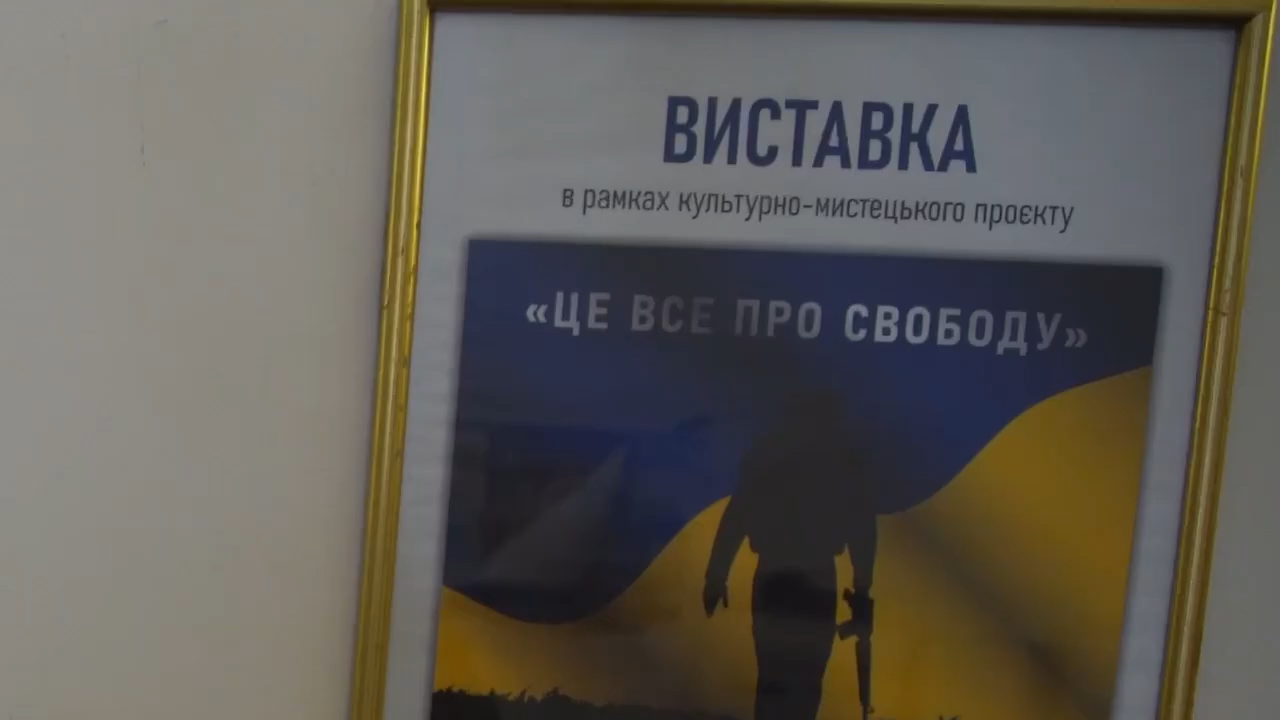 ВИСТАВКА
в рамках культурно-мистецького проєкту
«ЦЕ ВСЕ ПРО СВОБОДУ»